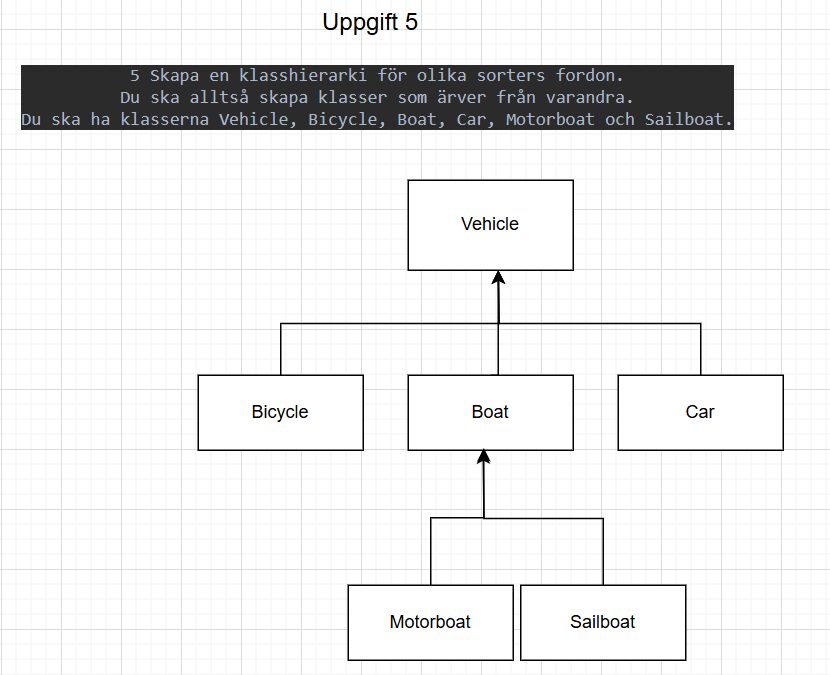 Uppgift 5
5 Skapa en klasshierarki för olika sorters fordon.
Du ska alltså skapa klasser som ärver från varandra.
Du ska ha klasserna Vehicle, Bicycle, Boat, Car, Motorboat och Sailboat.
Vehicle
Bicycle
Boat
Car
Motorboat
Sailboat